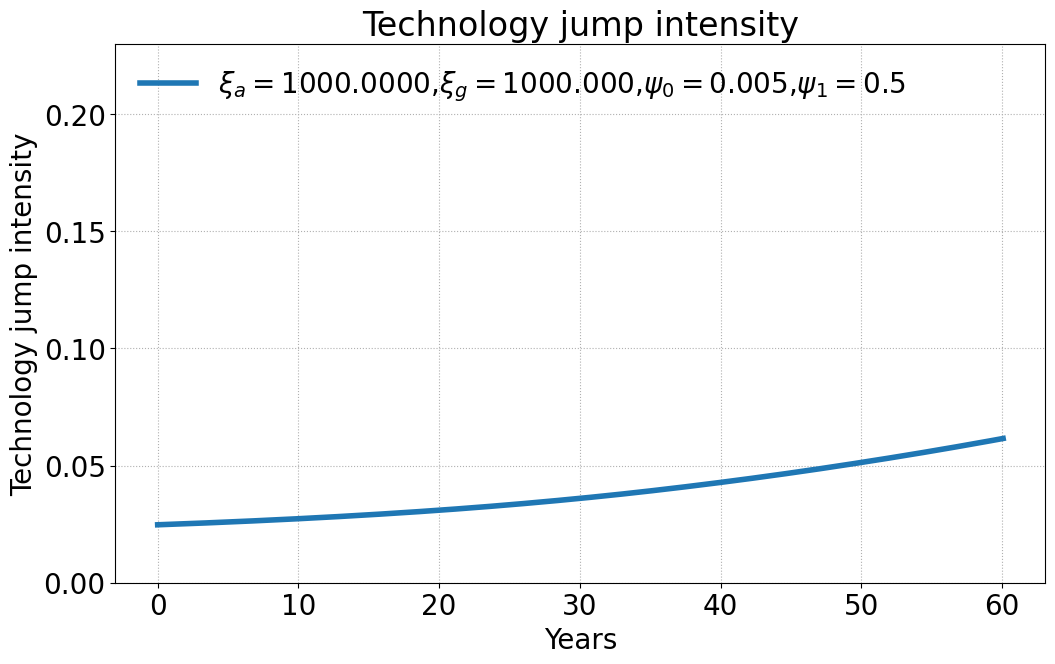 Technology jump intensity
ξₐ = 1000.0000,ξ_g = 1000.000,ψ₀ = 0.005,ψ₁ = 0.5
Technology jump intensity
0.20
0.15
0.10
0.05
0.00
0 10 20 30 40 50 60
Years